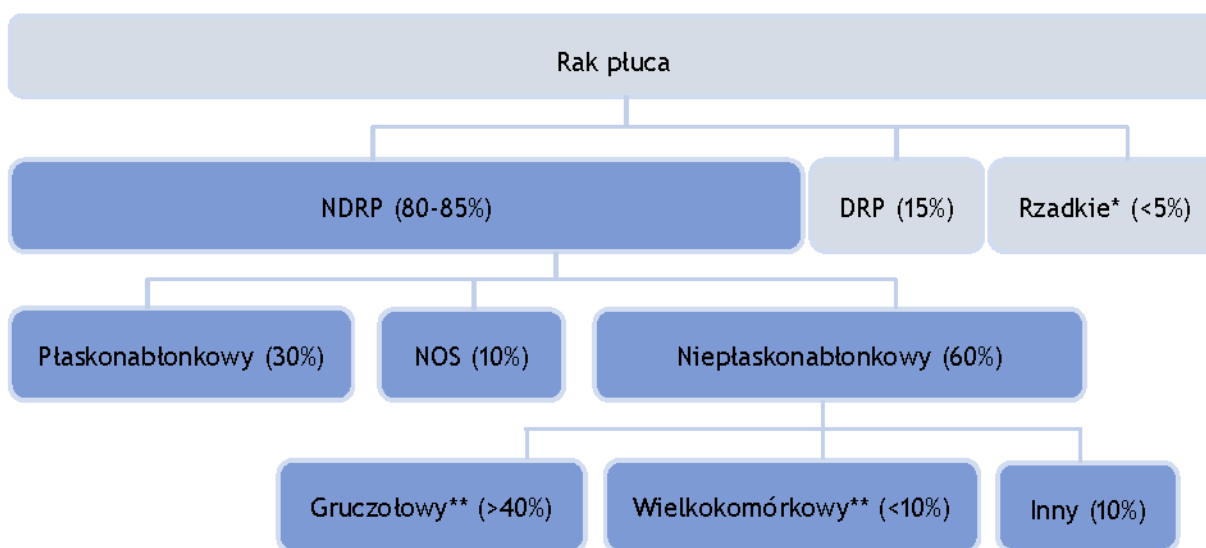 Rak płuca
NDRP (80-85%)
DRP (15%)
Rzadkie* (<5%)
Płaskonabłonkowy (30%)
NOS (10%)
Niepłaskonabłonkowy (60%)
Gruczołowy** (>40%)
Wielkokomórkowy** (<10%)
Inny (10%)